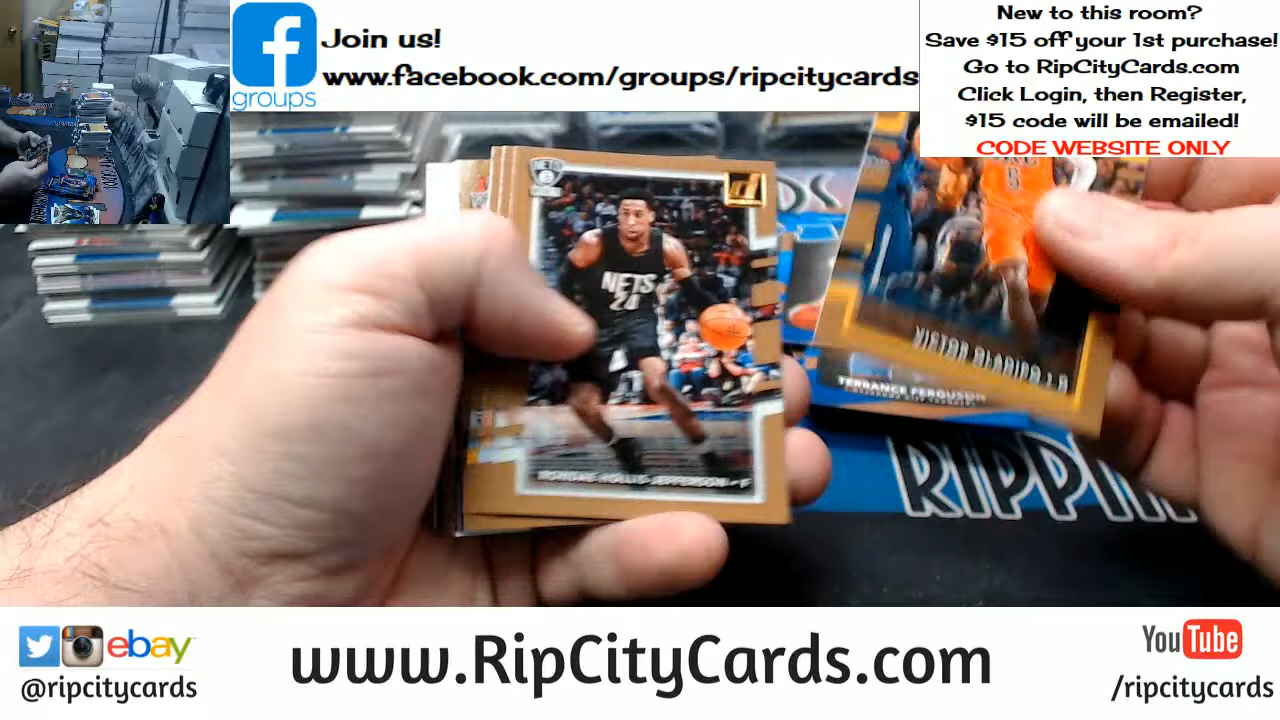 Join us!
www.facebook.com/groups/ripcitycards
groups
New to this room?
Save $15 off your 1st purchase!
Go to RipCityCards.com
Click Login, then Register,
$15 code will be emailed!
CODE WEBSITE ONLY
NETS
NETS
24
VICTOR OLADIPO
TERRANCE FERGUSON
HOLLIS-JEFFERSON - F
RIPPIN
ebay
@ripcitycards
www.RipCityCards.com
YouTube
/ripcitycards